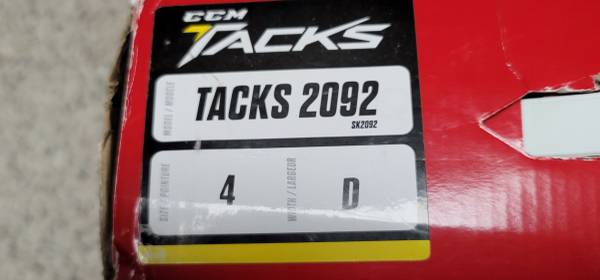 CCM
TACKS
MODEL / MODÈLE
TACKS 2092
SK2092
SIZE / POINTURE
4
WIDTH / LARGEUR
D